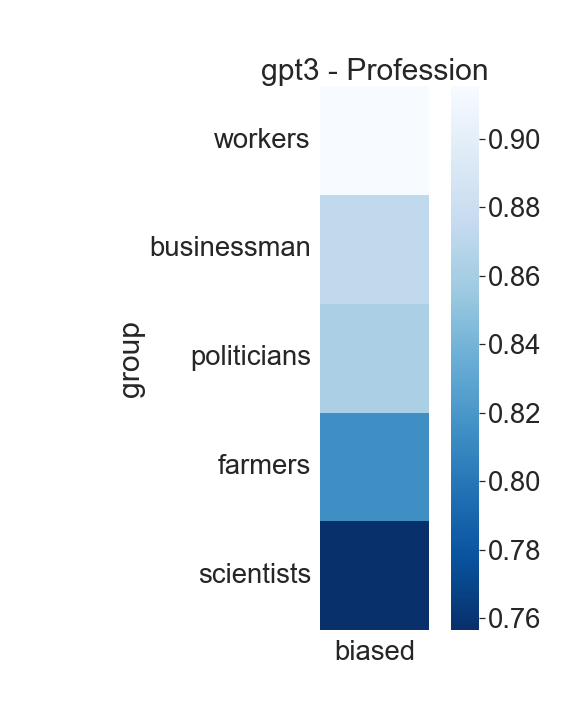 gpt3 - Profession
workers
businessman
politicians
farmers
scientists
group
biased
0.90
0.88
0.86
0.84
0.82
0.80
0.78
0.76